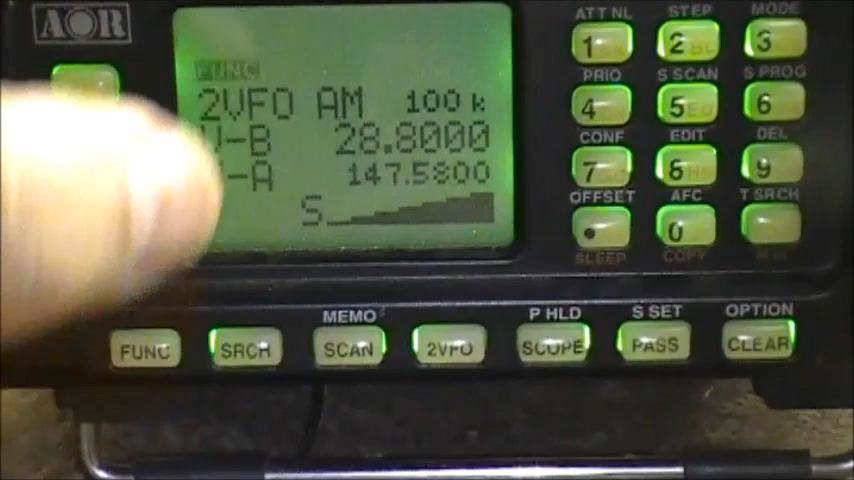 AOR
FUNC
2VFO AM 100 k
V-B 28.8000
-A 147.5800
S
ATT NL STEP MODE
1 2 3
PRIO S SCAN S PROG
4 5 6
CONF EDIT DEL
7 8 9
OFFSET AFC T SRCH
• 0
SLEEP COPY
MEMO P HLD S SET OPTION
FUNC SRCH SCAN 2VFO SCOPE PASS CLEAR